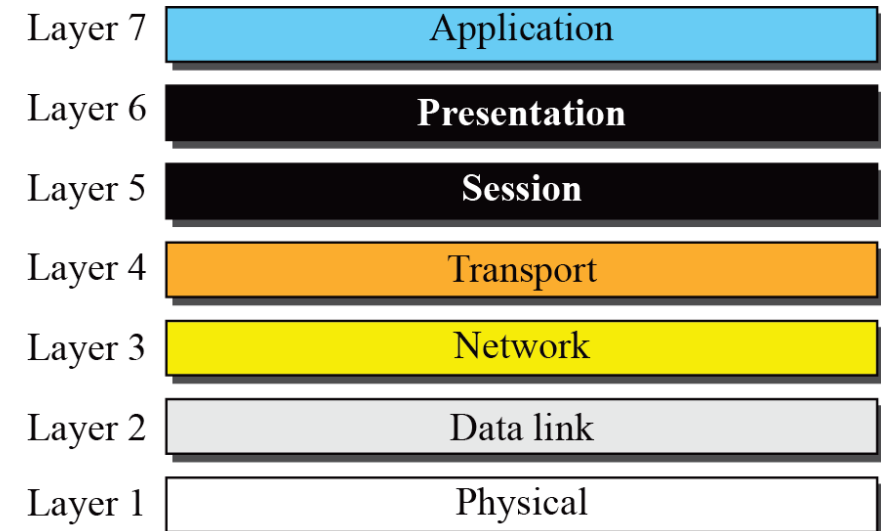 Layer 7 Application
Layer 6 Presentation
Layer 5 Session
Layer 4 Transport
Layer 3 Network
Layer 2 Data link
Layer 1 Physical